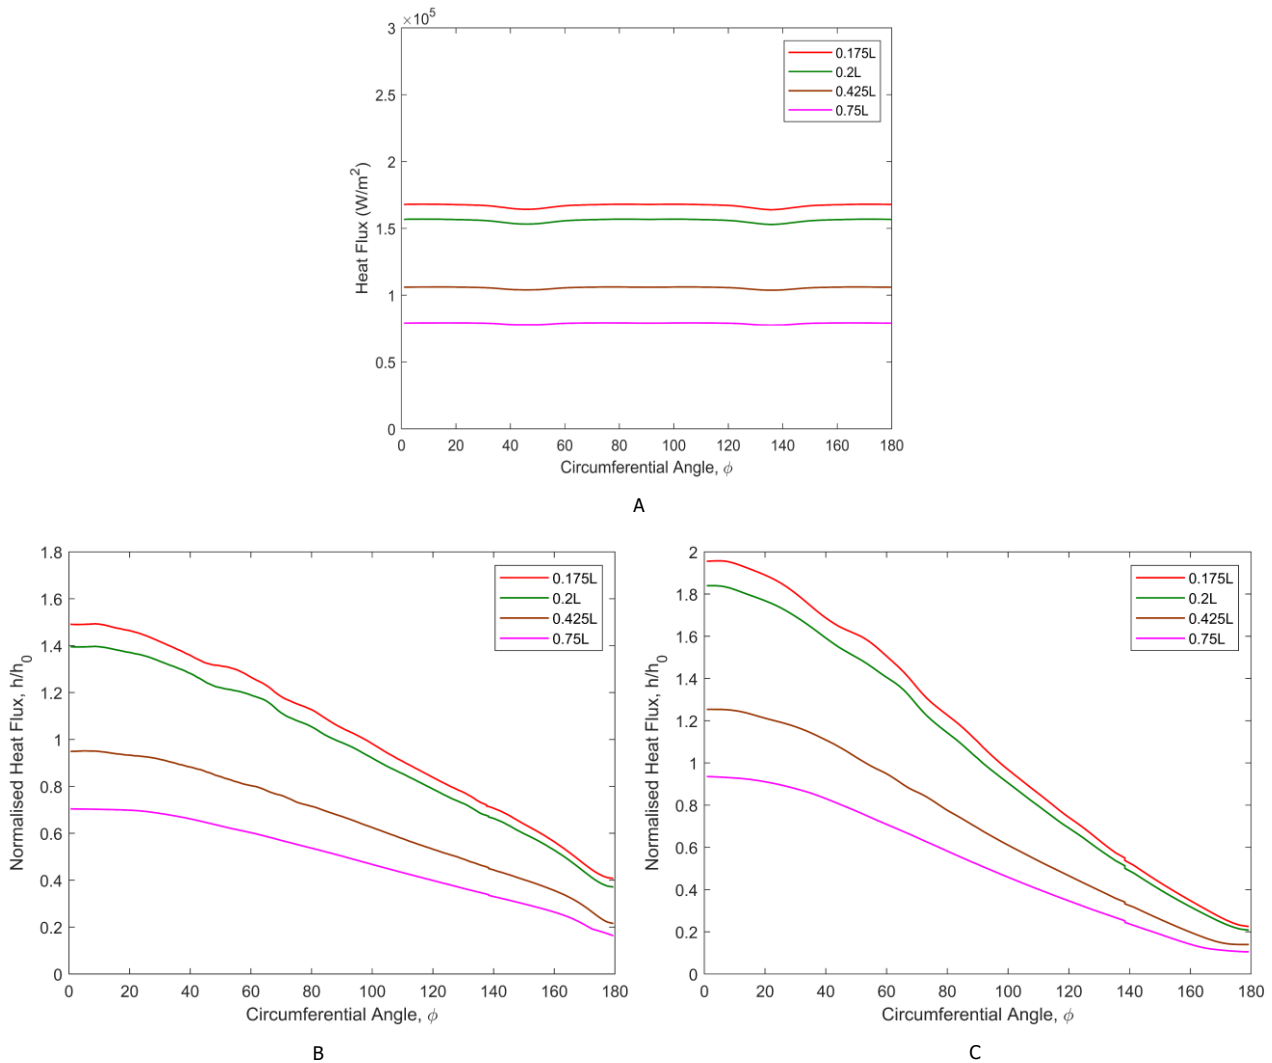 ×10⁵
3
2.5
2
1.5
1
0.5
0
Heat Flux (W/m²)
0.175L
0.2L
0.425L
0.75L
0 20 40 60 80 100 120 140 160 180
Circumferential Angle, ϕ
A
1.8
1.6
1.4
1.2
1
0.8
0.6
0.4
0.2
0
Normalised Heat Flux, h/h₀
0.175L
0.2L
0.425L
0.75L
0 20 40 60 80 100 120 140 160 180
Circumferential Angle, ϕ
B
2
1.8
1.6
1.4
1.2
1
0.8
0.6
0.4
0.2
0
Normalised Heat Flux, h/h₀
0.175L
0.2L
0.425L
0.75L
0 20 40 60 80 100 120 140 160 180
Circumferential Angle, ϕ
C